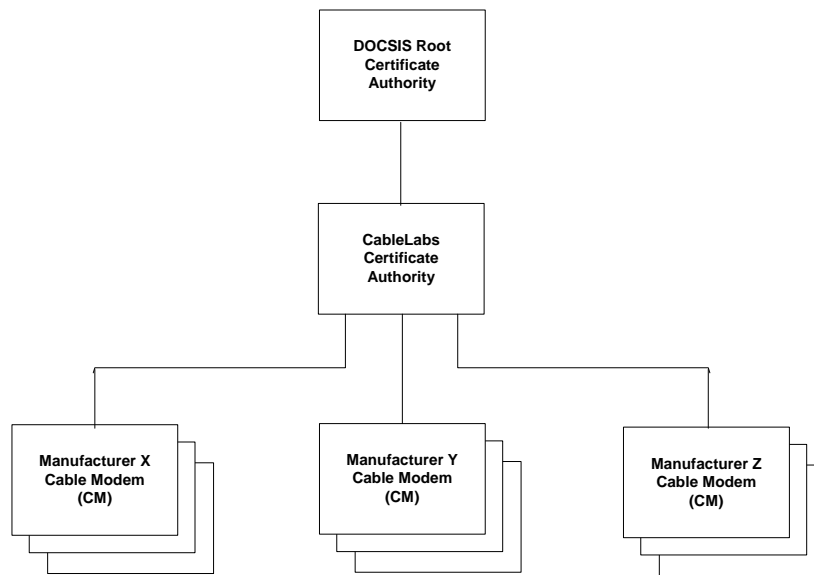 DOCSIS Root
Certificate
Authority
CableLabs
Certificate
Authority
Manufacturer X
Cable Modem
(CM)
Manufacturer Y
Cable Modem
(CM)
Manufacturer Z
Cable Modem
(CM)